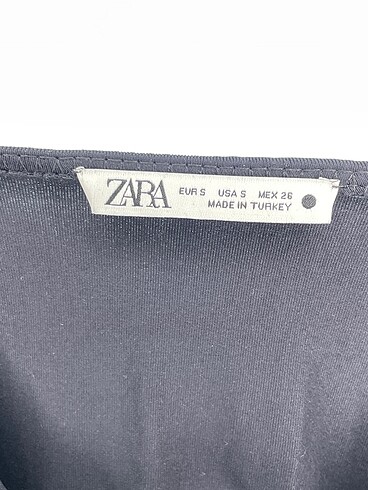 ZARA
EUR S USA S MEX 26
MADE IN TURKEY